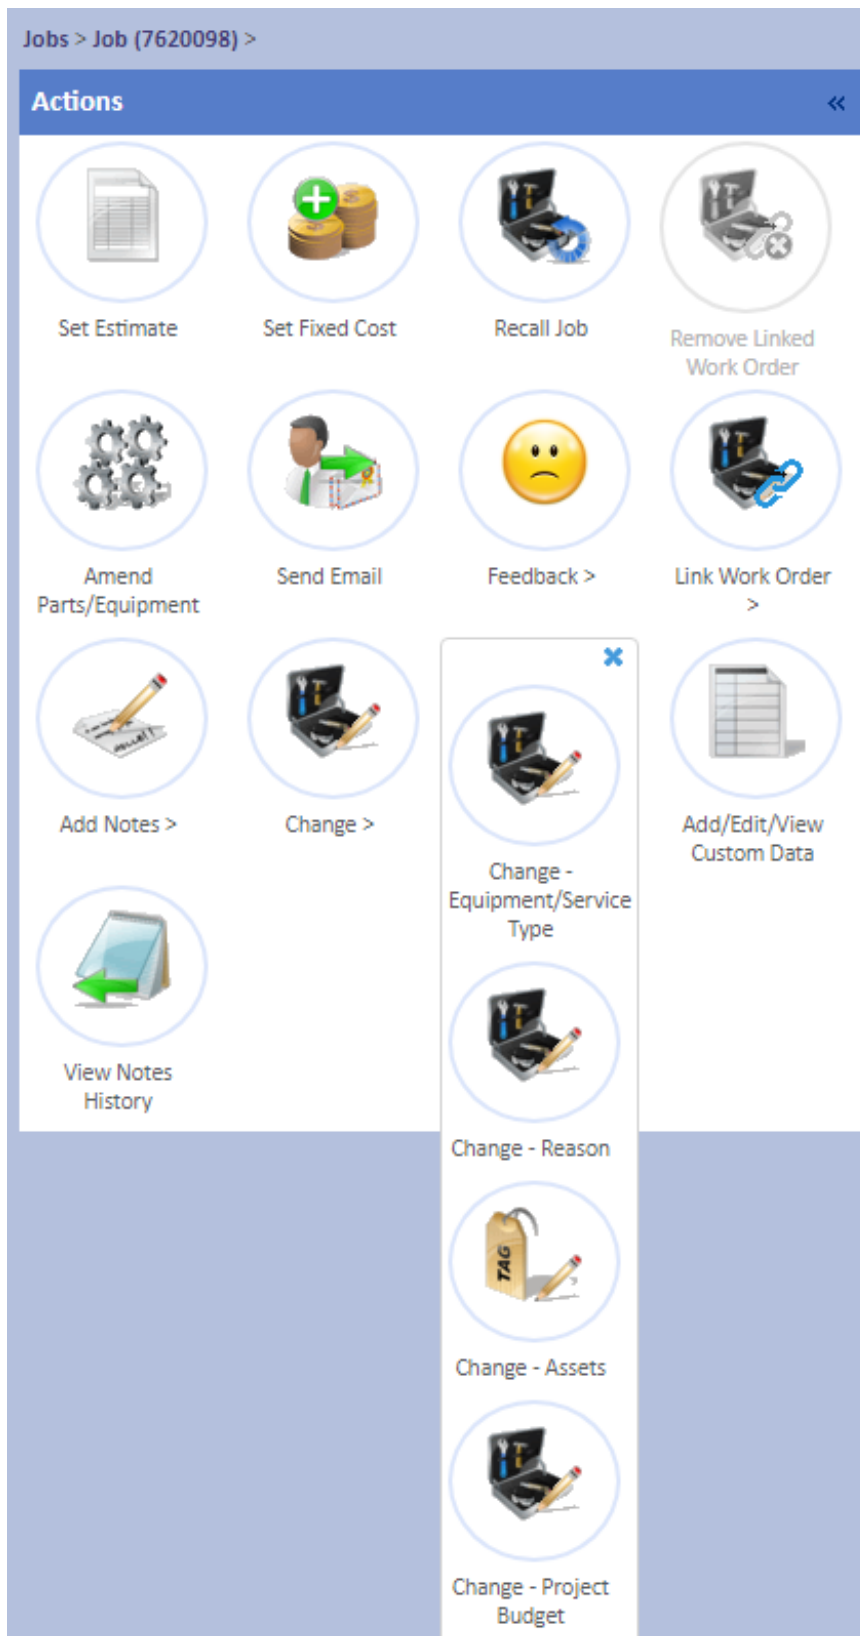 Jobs > Job (7620098) >
Actions
Set Estimate
Set Fixed Cost
Recall Job
Remove Linked
Work Order
Amend
Parts/Equipment
Send Email
Feedback >
Link Work Order
>
Add Notes >
Change >
Change -
Equipment/Service
Type
Add/Edit/View
Custom Data
View Notes
History
Change - Reason
TAG
Change - Assets
Change - Project
Budget